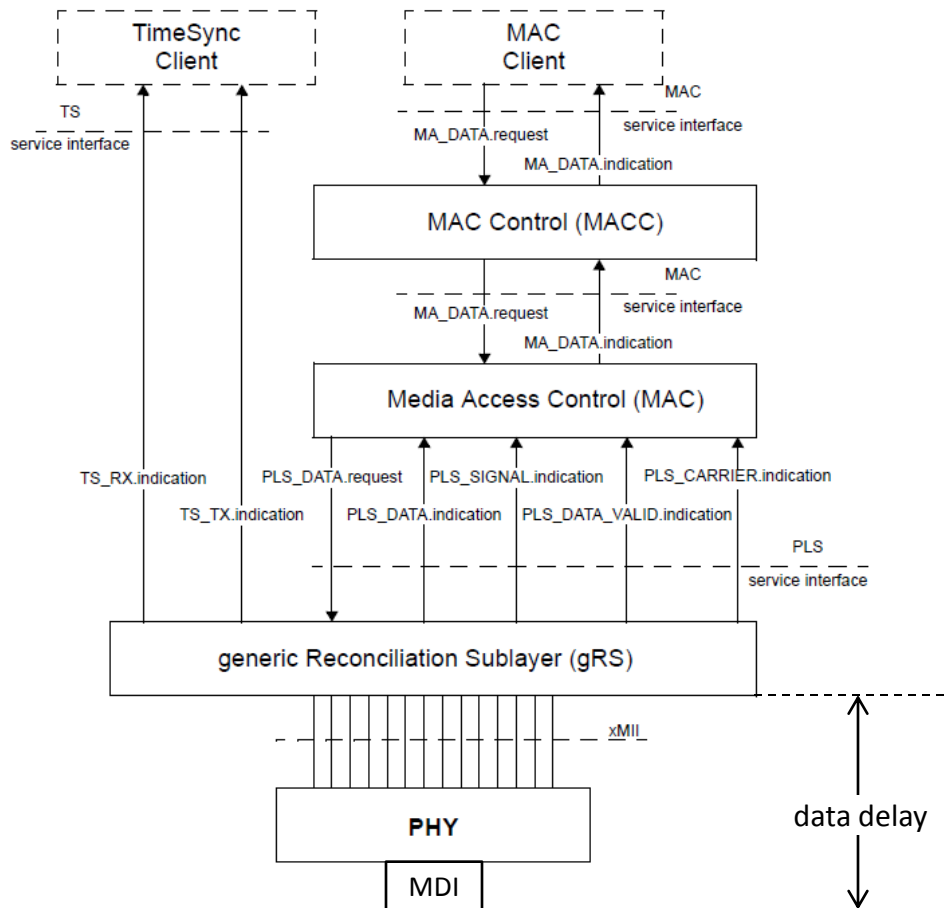 TimeSync
Client
MAC
Client
TS
service interface
MAC
service interface
MA_DATA.request
MA_DATA.indication
MAC Control (MACC)
MAC
service interface
MA_DATA.request
MA_DATA.indication
Media Access Control (MAC)
TS_RX.indication
PLS_DATA.request
PLS_SIGNAL.indication
PLS_CARRIER.indication
TS_TX.indication
PLS_DATA.indication
PLS_DATA_VALID.indication
PLS
service interface
generic Reconciliation Sublayer (gRS)
xMII
PHY
data delay
MDI